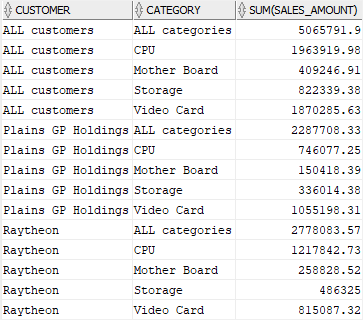 CUSTOMER CATEGORY SUM(SALES_AMOUNT)
ALL customers ALL categories 5065791.9
ALL customers CPU 1963919.98
ALL customers Mother Board 409246.91
ALL customers Storage 822339.38
ALL customers Video Card 1870285.63
Plains GP Holdings ALL categories 2287708.33
Plains GP Holdings CPU 746077.25
Plains GP Holdings Mother Board 150418.39
Plains GP Holdings Storage 336014.38
Plains GP Holdings Video Card 1055198.31
Raytheon ALL categories 2778083.57
Raytheon CPU 1217842.73
Raytheon Mother Board 258828.52
Raytheon Storage 486325
Raytheon Video Card 815087.32